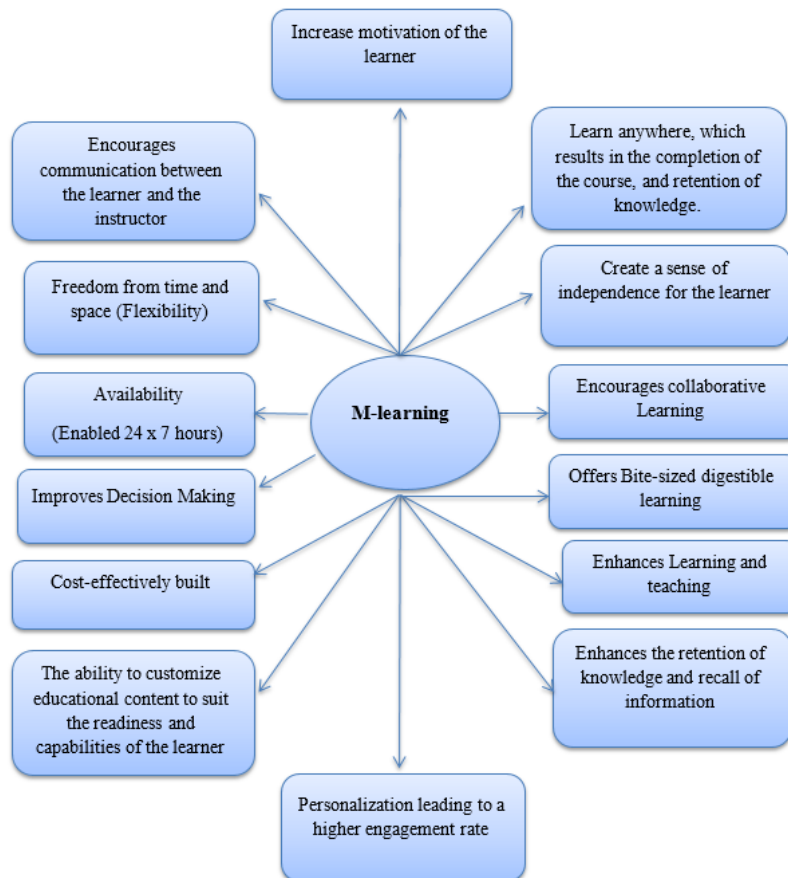 Increase motivation of the
learner
Encourages
communication between
the learner and the
instructor
Learn anywhere, which
results in the completion of
the course, and retention of
knowledge.
Freedom from time and
space (Flexibility)
Create a sense of
independence for the learner
Availability
(Enabled 24 x 7 hours)
M-learning
Encourages collaborative
Learning
Improves Decision Making
Offers Bite-sized digestible
learning
Cost-effectively built
Enhances Learning and
teaching
The ability to customize
educational content to suit
the readiness and
capabilities of the learner
Enhances the retention of
knowledge and recall of
information
Personalization leading to a
higher engagement rate